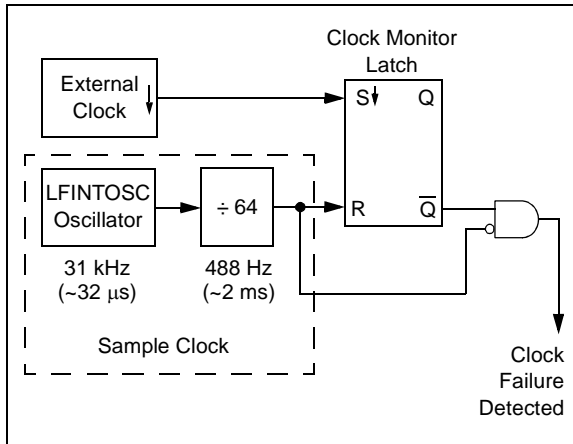 Clock Monitor
Latch
External
Clock
S
Q
LFINTOSC
Oscillator
÷ 64
R
Q̅
31 kHz
(~32 μs)
488 Hz
(~2 ms)
Sample Clock
Clock
Failure
Detected